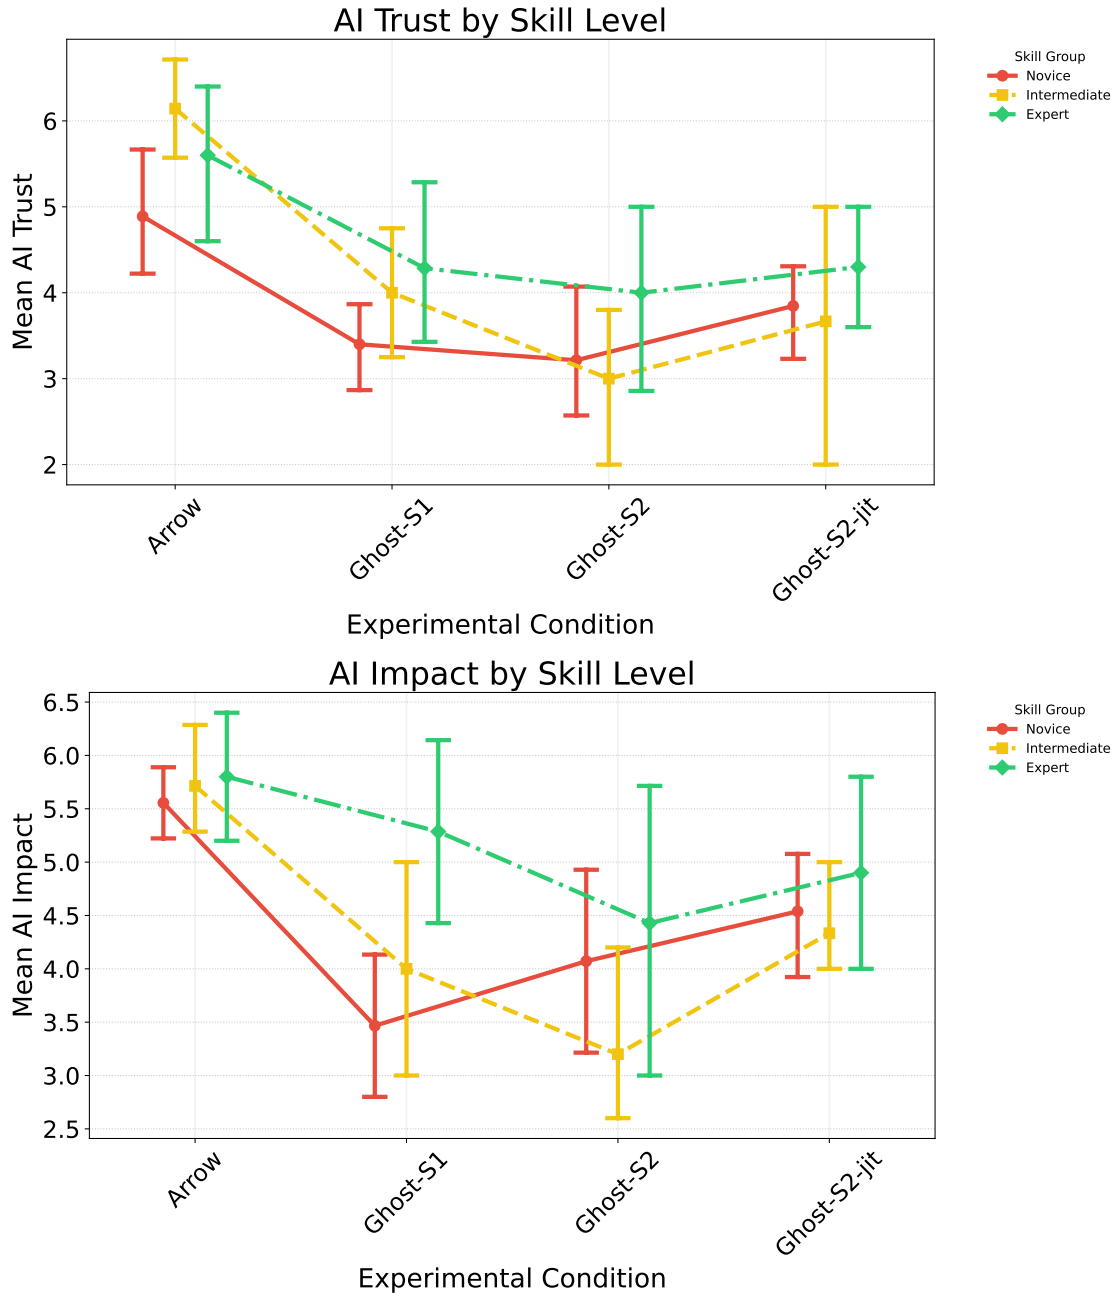 AI Trust by Skill Level
Skill Group
Novice
Intermediate
Expert
Mean AI Trust
6
5
4
3
2
Arrow
Ghost-S1
Ghost-S2
Ghost-S2-jit
Experimental Condition
AI Impact by Skill Level
Skill Group
Novice
Intermediate
Expert
Mean AI Impact
6.5
6.0
5.5
5.0
4.5
4.0
3.5
3.0
2.5
Arrow
Ghost-S1
Ghost-S2
Ghost-S2-jit
Experimental Condition